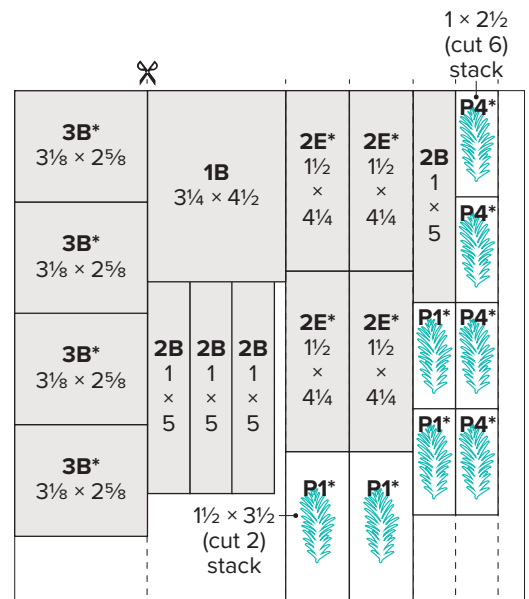 1 × 2½
(cut 6)
stack
3B*
3⅛ × 2⅝
3B*
3⅛ × 2⅝
3B*
3⅛ × 2⅝
3B*
3⅛ × 2⅝
1B
3¼ × 4½
2B
1
×
5
2B
1
×
5
2B
1
×
5
2E*
1½
×
4¼
2E*
1½
×
4¼
2E*
1½
×
4¼
2E*
1½
×
4¼
P1*
P1*
1½ × 3½
(cut 2)
stack
2B
1
×
5
P4*
P4*
P1*
P4*
P1*
P4*